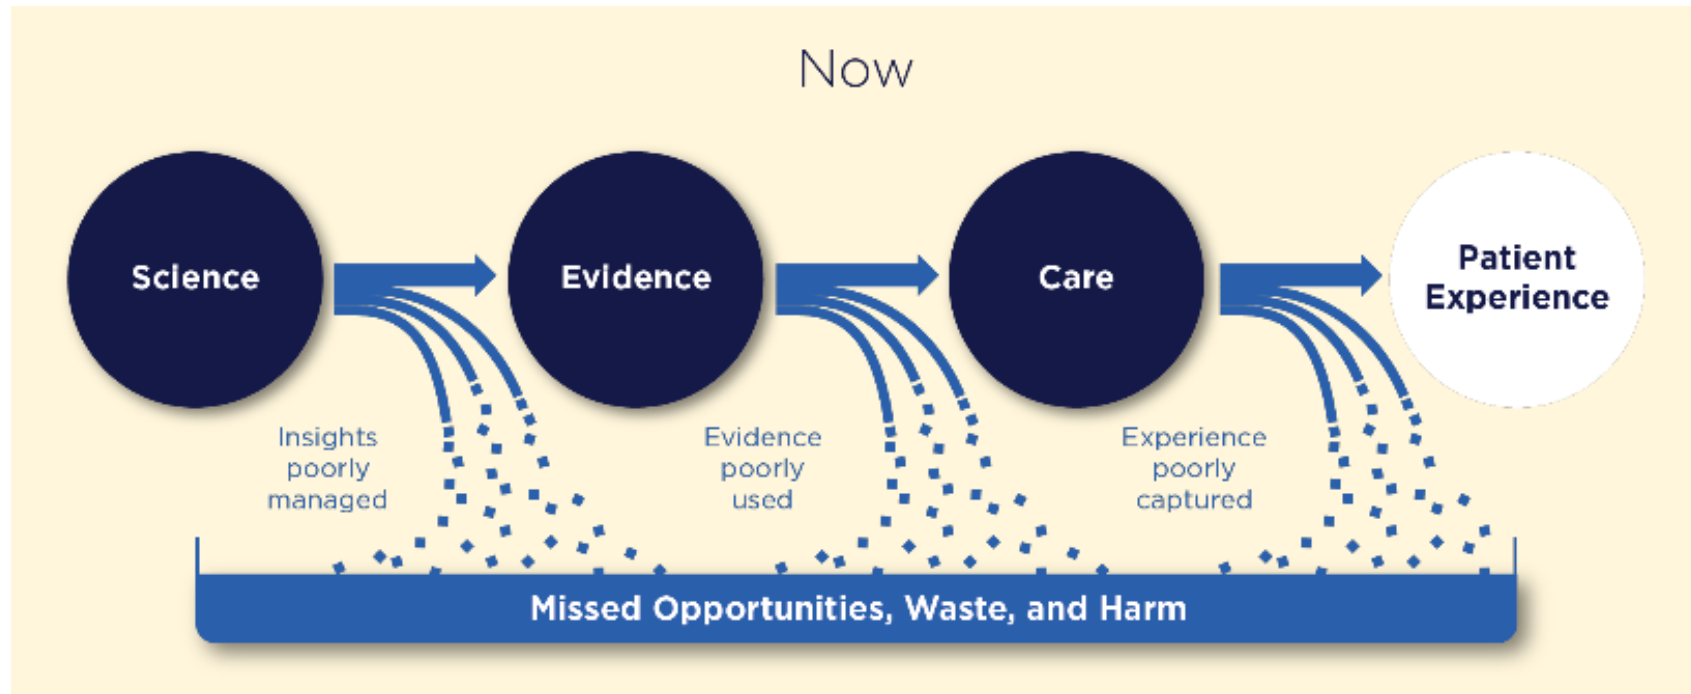 Now
Science
Evidence
Care
Patient
Experience
Insights
poorly
managed
Evidence
poorly
used
Experience
poorly
captured
Missed Opportunities, Waste, and Harm